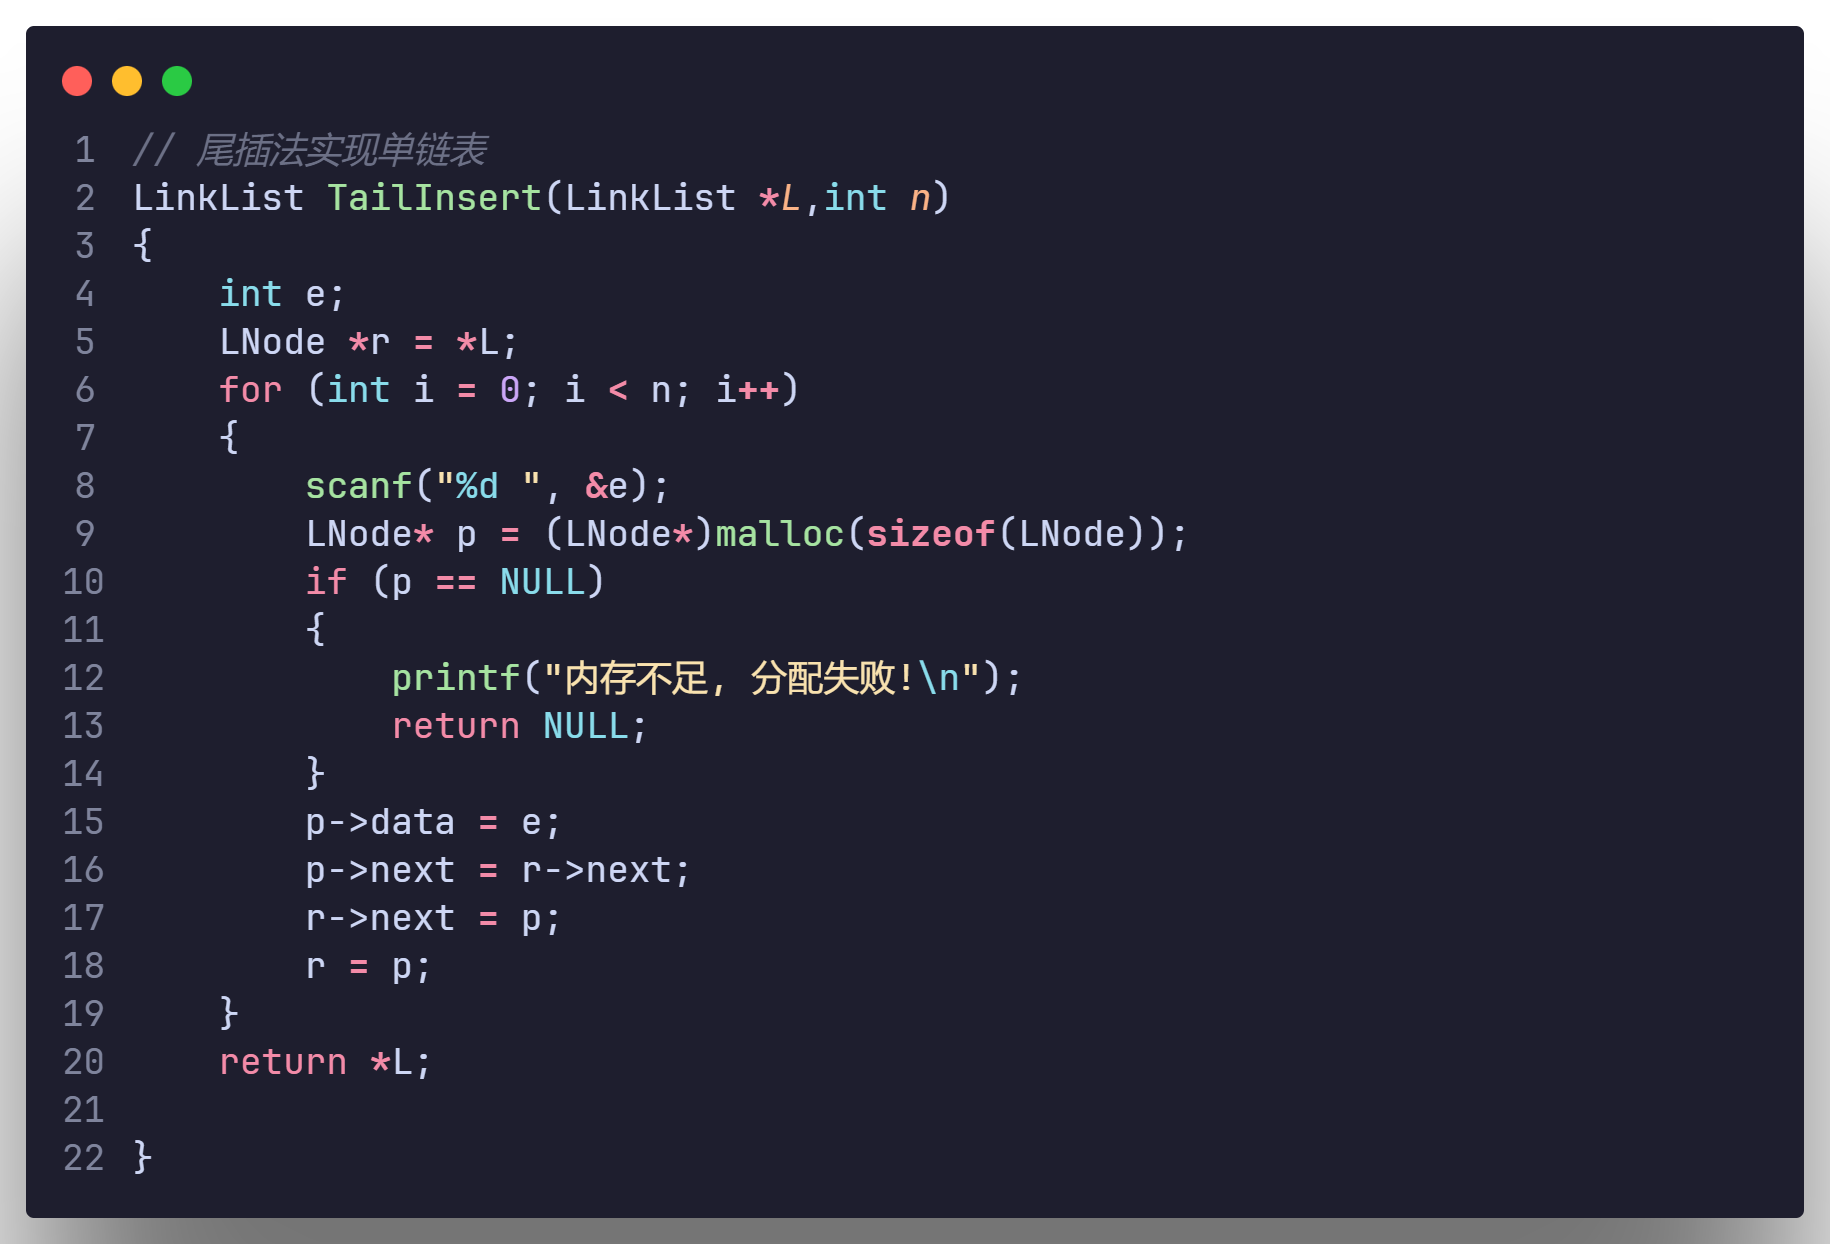 1 // 尾插法实现单链表
2 LinkList TailInsert(LinkList *L,int n)
3 {
4     int e;
5     LNode *r = *L;
6     for (int i = 0; i < n; i++)
7     {
8         scanf("%d ", &e);
9         LNode* p = (LNode*)malloc(sizeof(LNode));
10         if (p == NULL)
11         {
12             printf("内存不足, 分配失败!\n");
13             return NULL;
14         }
15         p->data = e;
16         p->next = r->next;
17         r->next = p;
18         r = p;
19     }
20     return *L;
21
22 }